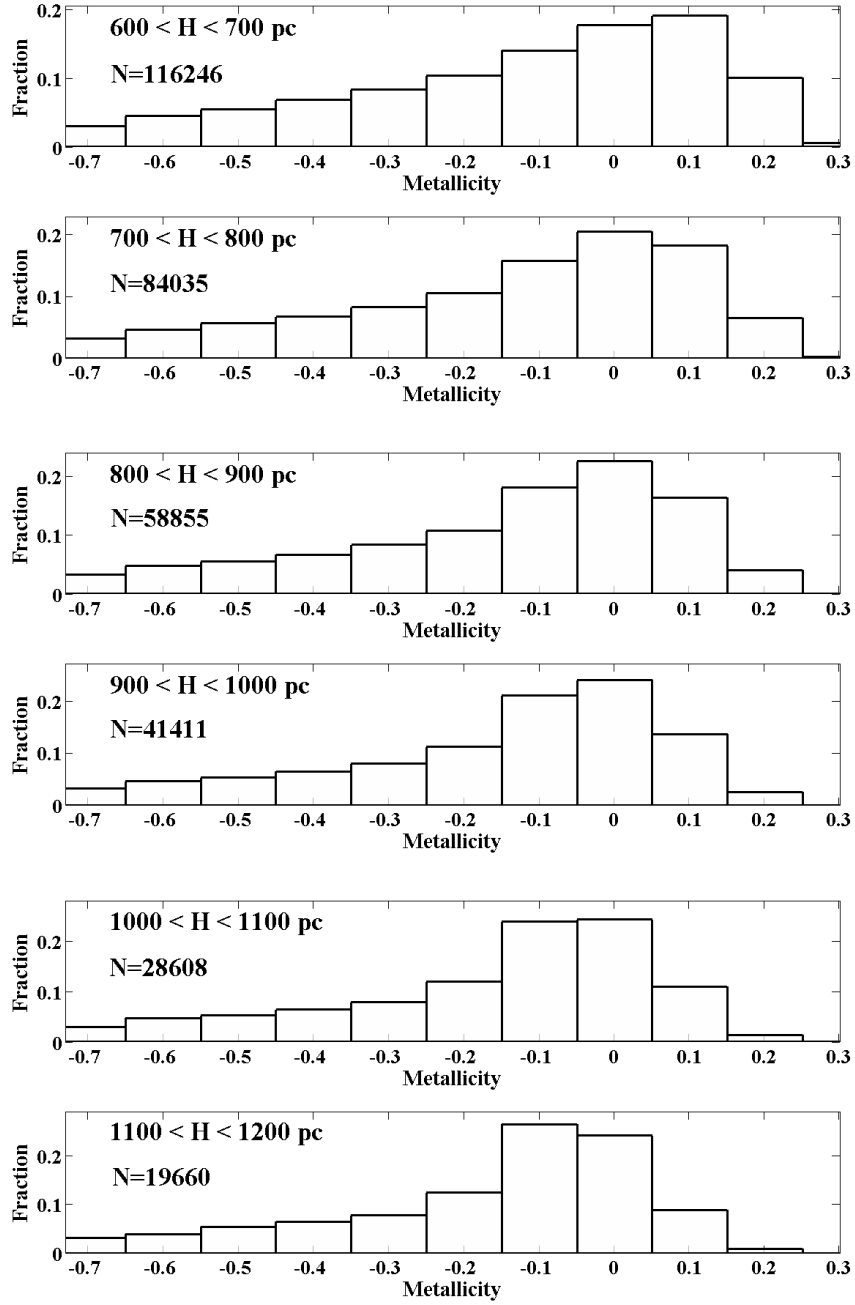 0.2
600 < H < 700 pc
N=116246
0.1
Fraction
0
-0.7 -0.6 -0.5 -0.4 -0.3 -0.2 -0.1 0 0.1 0.2 0.3
Metallicity
0.2
700 < H < 800 pc
N=84035
0.1
Fraction
0
-0.7 -0.6 -0.5 -0.4 -0.3 -0.2 -0.1 0 0.1 0.2 0.3
Metallicity
0.2
800 < H < 900 pc
N=58855
0.1
Fraction
0
-0.7 -0.6 -0.5 -0.4 -0.3 -0.2 -0.1 0 0.1 0.2 0.3
Metallicity
0.2
900 < H < 1000 pc
N=41411
0.1
Fraction
0
-0.7 -0.6 -0.5 -0.4 -0.3 -0.2 -0.1 0 0.1 0.2 0.3
Metallicity
0.2
1000 < H < 1100 pc
N=28608
0.1
Fraction
0
-0.7 -0.6 -0.5 -0.4 -0.3 -0.2 -0.1 0 0.1 0.2 0.3
Metallicity
0.2
1100 < H < 1200 pc
N=19660
0.1
Fraction
0
-0.7 -0.6 -0.5 -0.4 -0.3 -0.2 -0.1 0 0.1 0.2 0.3
Metallicity